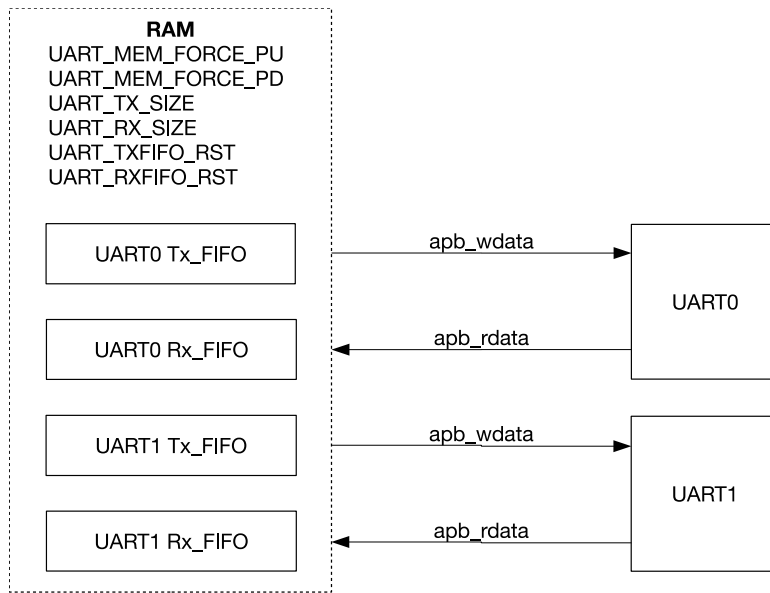 RAM
UART_MEM_FORCE_PU
UART_MEM_FORCE_PD
UART_TX_SIZE
UART_RX_SIZE
UART_TXFIFO_RST
UART_RXFIFO_RST
UART0 Tx_FIFO
apb_wdata
UART0
UART0 Rx_FIFO
apb_rdata
UART1 Tx_FIFO
apb_wdata
UART1
UART1 Rx_FIFO
apb_rdata